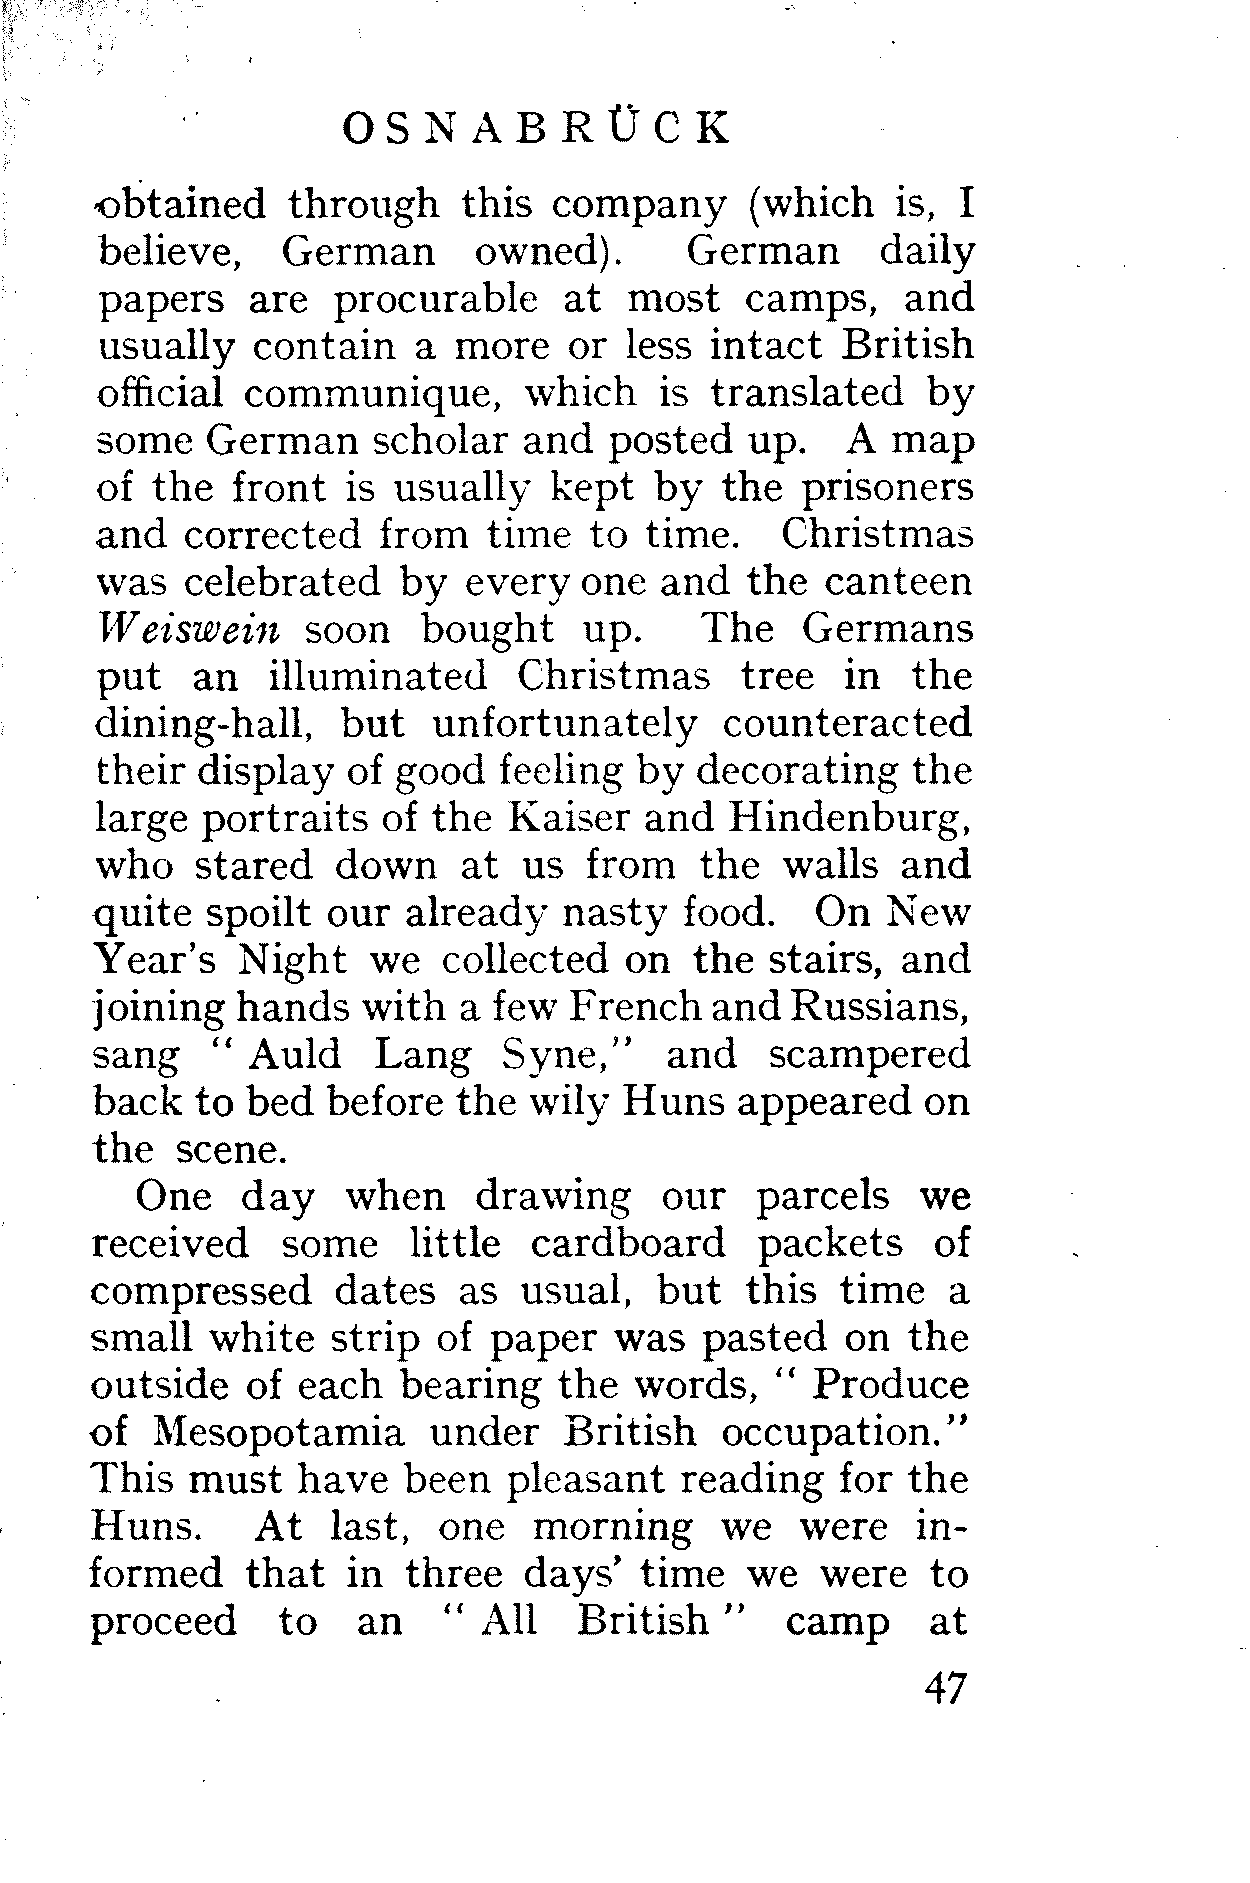 OSNABRÜCK
obtained through this company (which is, I
believe, German owned). German daily
papers are procurable at most camps, and
usually contain a more or less intact British
official communique, which is translated by
some German scholar and posted up. A map
of the front is usually kept by the prisoners
and corrected from time to time. Christmas
was celebrated by every one and the canteen
Weiswein soon bought up. The Germans
put an illuminated Christmas tree in the
dining-hall, but unfortunately counteracted
their display of good feeling by decorating the
large portraits of the Kaiser and Hindenburg,
who stared down at us from the walls and
quite spoilt our already nasty food. On New
Year's Night we collected on the stairs, and
joining hands with a few French and Russians,
sang " Auld Lang Syne," and scampered
back to bed before the wily Huns appeared on
the scene.
One day when drawing our parcels we
received some little cardboard packets of
compressed dates as usual, but this time a
small white strip of paper was pasted on the
outside of each bearing the words, " Produce
of Mesopotamia under British occupation."
This must have been pleasant reading for the
Huns. At last, one morning we were in-
formed that in three days' time we were to
proceed to an " All British " camp at
47